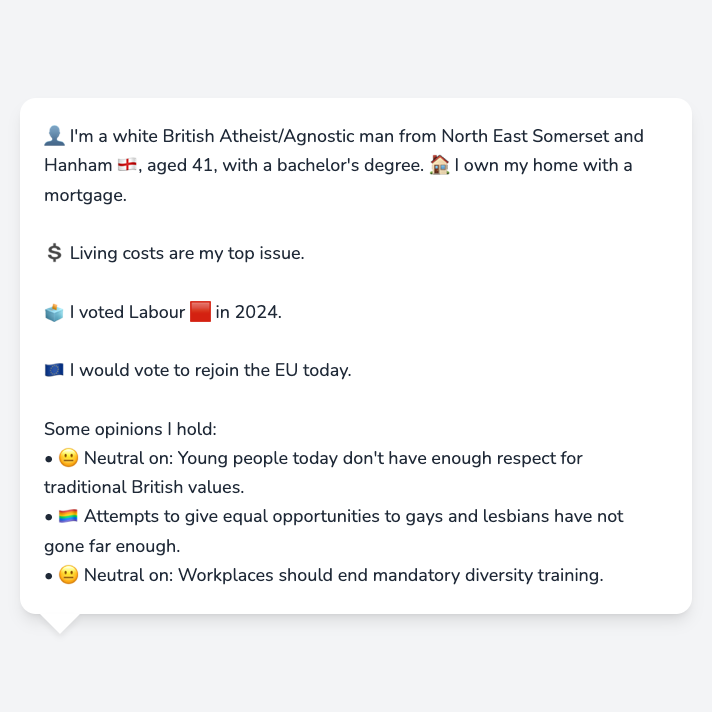 👤 I'm a white British Atheist/Agnostic man from North East Somerset and
Hanham 🏴󠁧󠁢󠁥󠁮󠁧󠁿, aged 41, with a bachelor's degree. 🏠 I own my home with a
mortgage.
💲 Living costs are my top issue.
🗳️ I voted Labour 🟥 in 2024.
🇪🇺 I would vote to rejoin the EU today.
Some opinions I hold:
• 😐 Neutral on: Young people today don't have enough respect for
traditional British values.
• 🏳️‍🌈 Attempts to give equal opportunities to gays and lesbians have not
gone far enough.
• 😐 Neutral on: Workplaces should end mandatory diversity training.